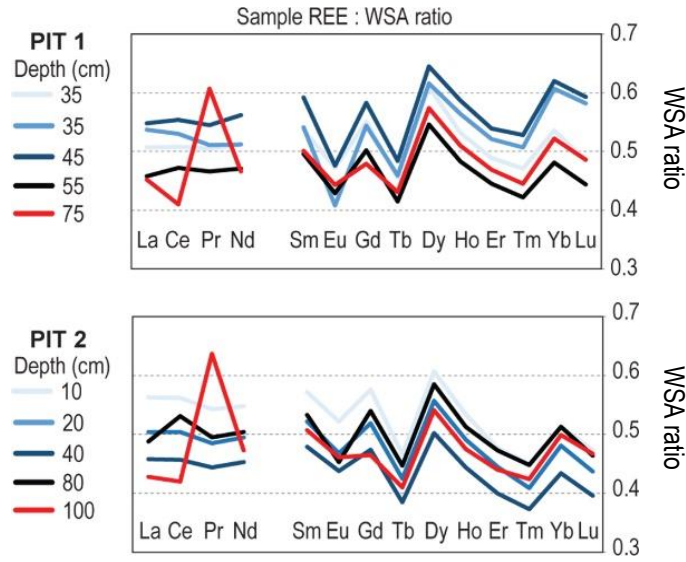 Sample REE : WSA ratio
PIT 1
Depth (cm)
35
35
45
55
75
0.7
0.6
0.5
0.4
0.3
WSA ratio
La Ce Pr Nd Sm Eu Gd Tb Dy Ho Er Tm Yb Lu
PIT 2
Depth (cm)
10
20
40
80
100
0.7
0.6
0.5
0.4
0.3
WSA ratio
La Ce Pr Nd Sm Eu Gd Tb Dy Ho Er Tm Yb Lu